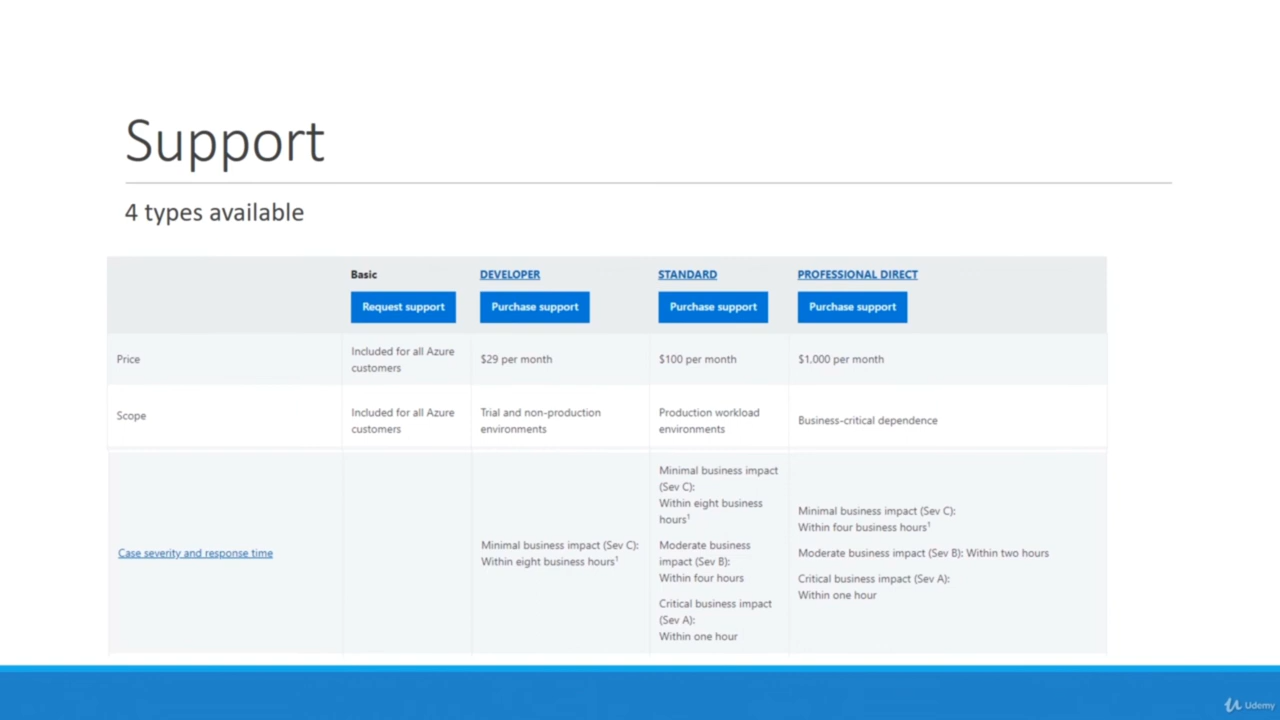 Support
4 types available
Basic
DEVELOPER
STANDARD
PROFESSIONAL DIRECT
Request support
Purchase support
Purchase support
Purchase support
Price
Included for all Azure
customers
$29 per month
$100 per month
$1,000 per month
Scope
Included for all Azure
customers
Trial and non-production
environments
Production workload
environments
Business-critical dependence
Case severity and response time
Minimal business impact (Sev C):
Within eight business hours¹
Minimal business impact
(Sev C):
Within eight business
hours¹
Moderate business
impact (Sev B):
Within four hours
Critical business impact
(Sev A):
Within one hour
Minimal business impact (Sev C):
Within four business hours¹
Moderate business impact (Sev B): Within two hours
Critical business impact (Sev A):
Within one hour
Udemy